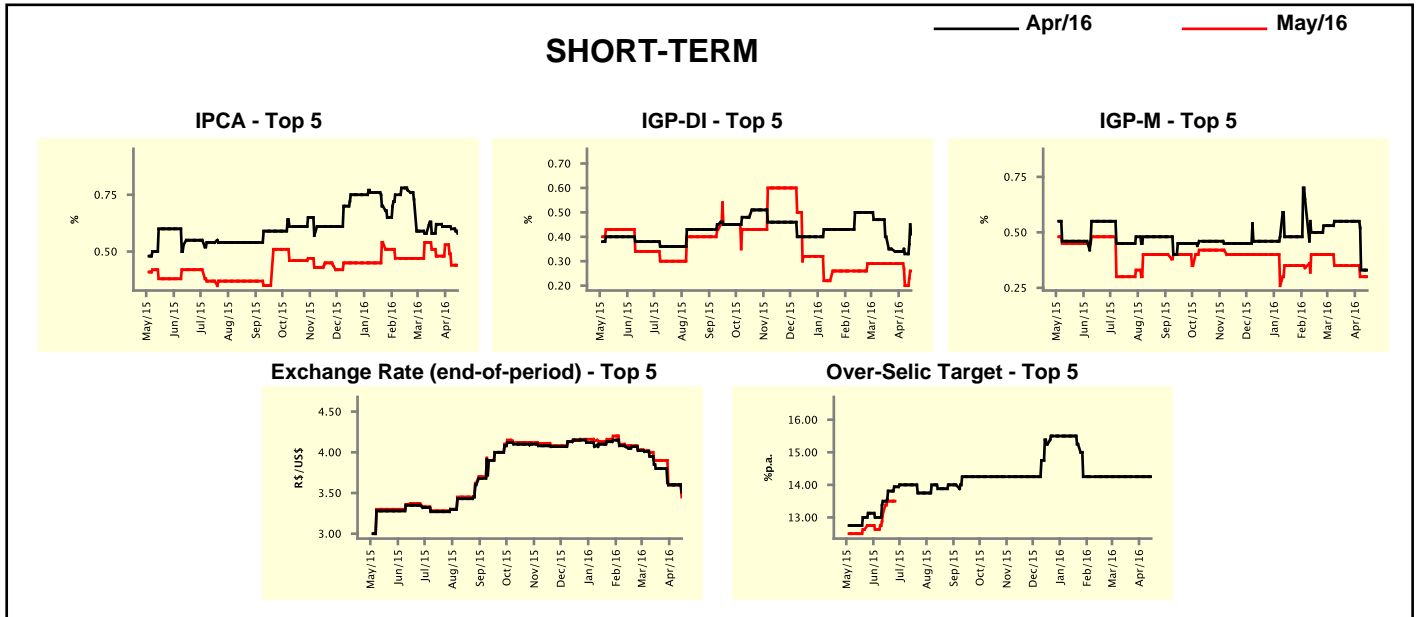 Apr/16 May/16
SHORT-TERM
IPCA - Top 5
0.75
0.50
%
May/15 Jun/15 Jul/15 Aug/15 Sep/15 Oct/15 Nov/15 Dec/15 Jan/16 Feb/16 Mar/16 Apr/16
IGP-DI - Top 5
0.70
0.60
0.50
0.40
0.30
0.20
%
May/15 Jun/15 Jul/15 Aug/15 Sep/15 Oct/15 Nov/15 Dec/15 Jan/16 Feb/16 Mar/16 Apr/16
IGP-M - Top 5
0.75
0.50
0.25
%
May/15 Jun/15 Jul/15 Aug/15 Sep/15 Oct/15 Nov/15 Dec/15 Jan/16 Feb/16 Mar/16 Apr/16
Exchange Rate (end-of-period) - Top 5
4.50
4.00
3.50
3.00
R$/US$
May/15 Jun/15 Jul/15 Aug/15 Sep/15 Oct/15 Nov/15 Dec/15 Jan/16 Feb/16 Mar/16 Apr/16
Over-Selic Target - Top 5
16.00
15.00
14.00
13.00
%p.a.
May/15 Jun/15 Jul/15 Aug/15 Sep/15 Oct/15 Nov/15 Dec/15 Jan/16 Feb/16 Mar/16 Apr/16